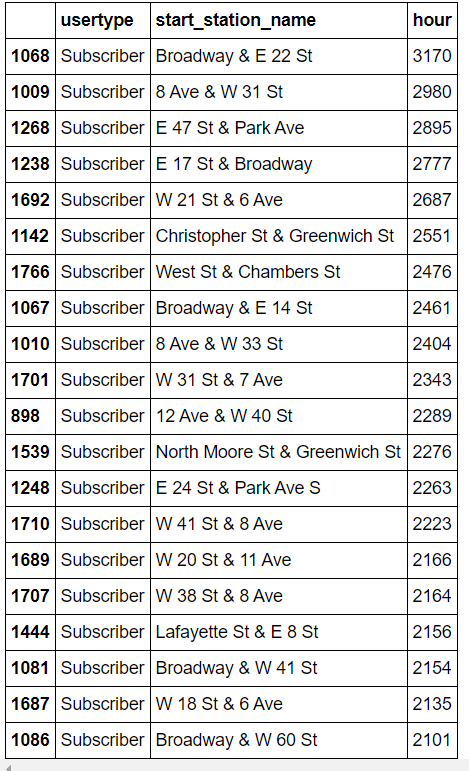 usertype start_station_name hour
1068 Subscriber Broadway & E 22 St 3170
1009 Subscriber 8 Ave & W 31 St 2980
1268 Subscriber E 47 St & Park Ave 2895
1238 Subscriber E 17 St & Broadway 2777
1692 Subscriber W 21 St & 6 Ave 2687
1142 Subscriber Christopher St & Greenwich St 2551
1766 Subscriber West St & Chambers St 2476
1067 Subscriber Broadway & E 14 St 2461
1010 Subscriber 8 Ave & W 33 St 2404
1701 Subscriber W 31 St & 7 Ave 2343
898 Subscriber 12 Ave & W 40 St 2289
1539 Subscriber North Moore St & Greenwich St 2276
1248 Subscriber E 24 St & Park Ave S 2263
1710 Subscriber W 41 St & 8 Ave 2223
1689 Subscriber W 20 St & 11 Ave 2166
1707 Subscriber W 38 St & 8 Ave 2164
1444 Subscriber Lafayette St & E 8 St 2156
1081 Subscriber Broadway & W 41 St 2154
1687 Subscriber W 18 St & 6 Ave 2135
1086 Subscriber Broadway & W 60 St 2101